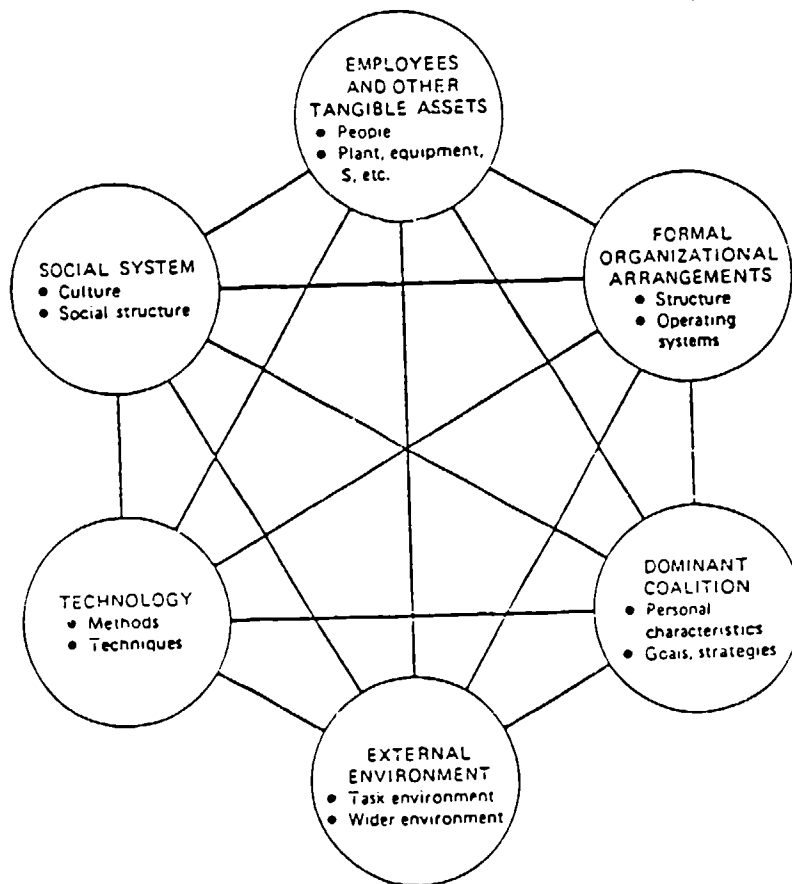 EMPLOYEES
AND OTHER
TANGIBLE ASSETS
• People
• Plant, equipment,
S, etc.
SOCIAL SYSTEM
• Culture
• Social structure
FORMAL
ORGANIZATIONAL
ARRANGEMENTS
• Structure
• Operating
systems
TECHNOLOGY
• Methods
• Techniques
DOMINANT
COALITION
• Personal
characteristics
• Goals, strategies
EXTERNAL
ENVIRONMENT
• Task environment
• Wider environment